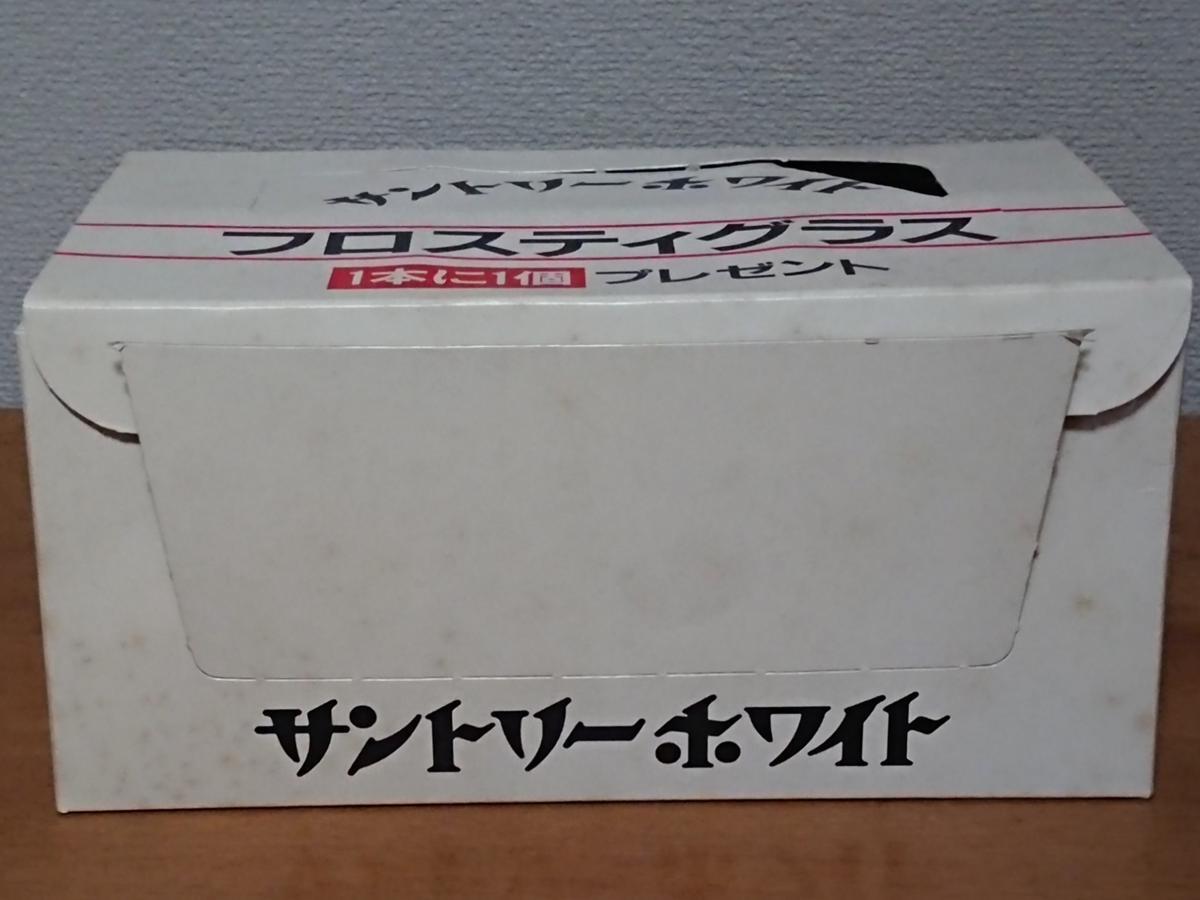 サントリーホワイト
フロスティグラス
1本に1個 プレゼント
サントリーホワイト